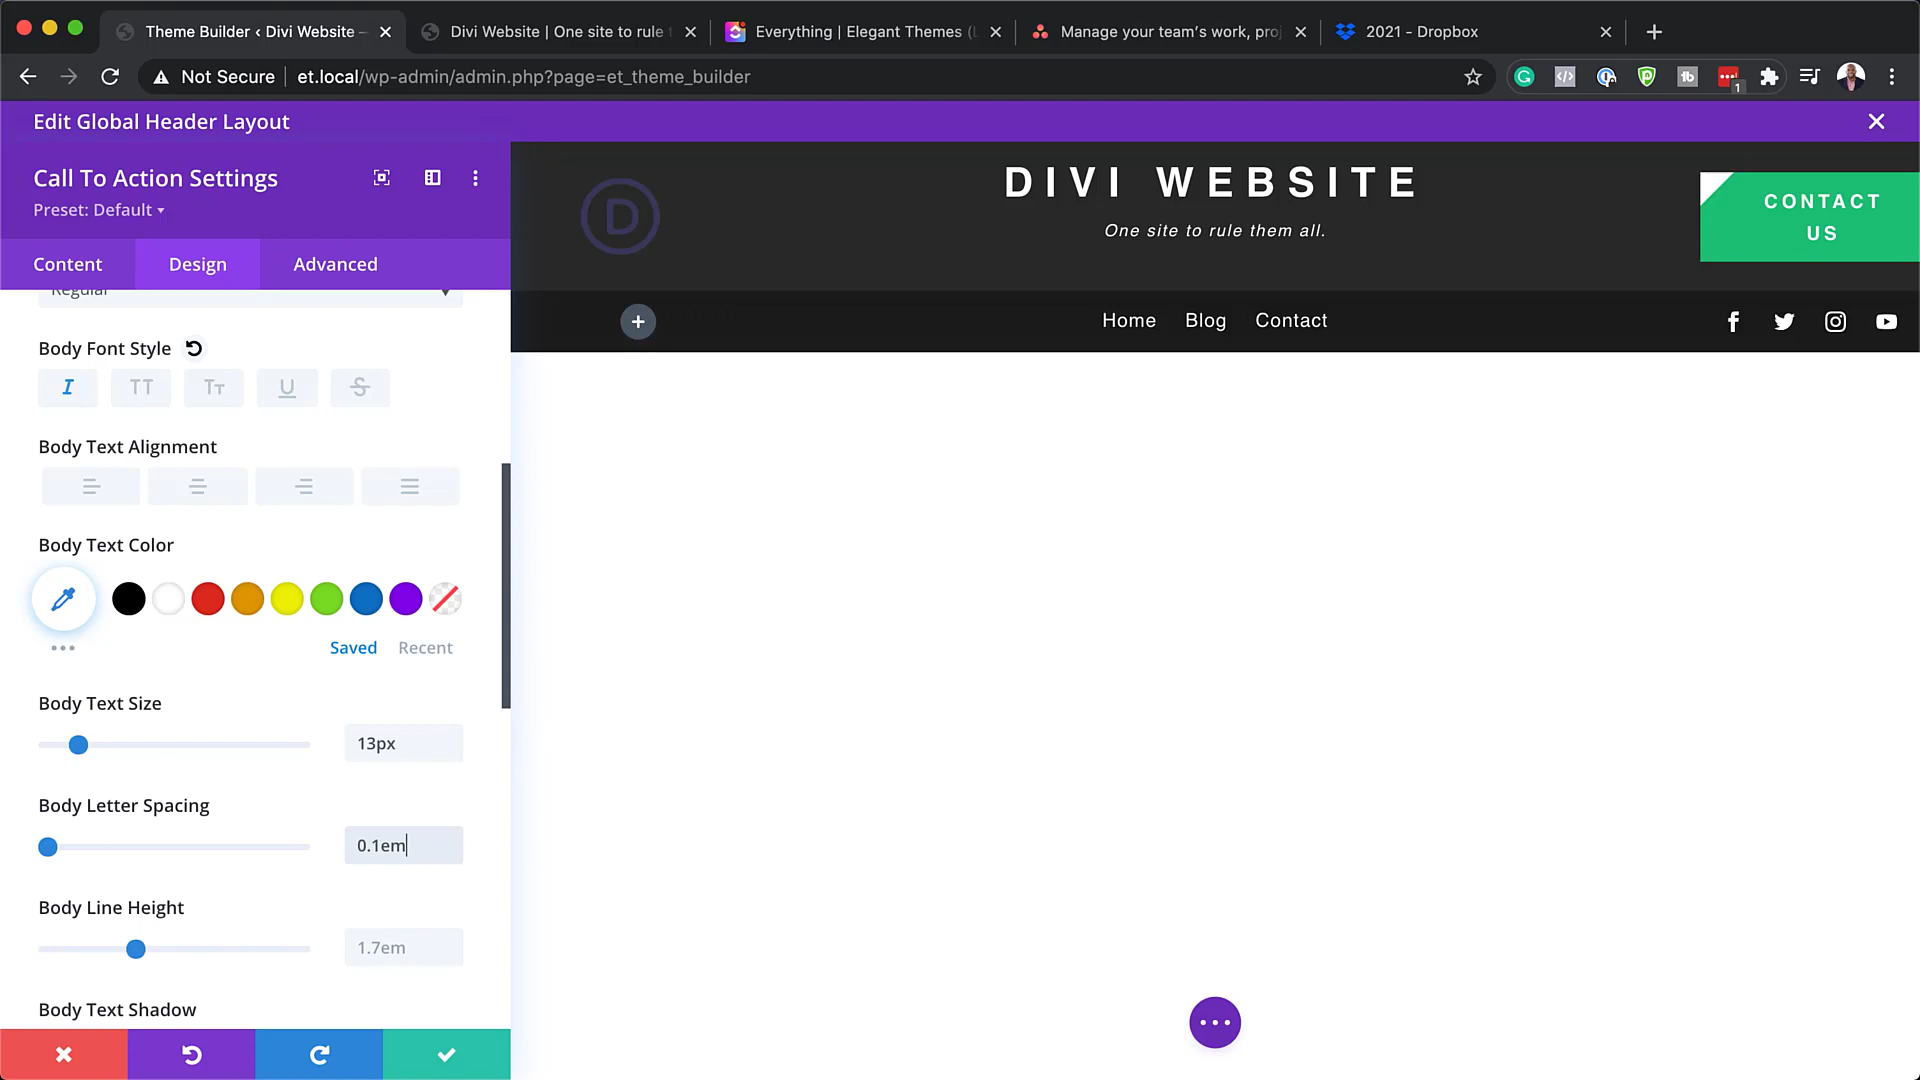 Theme Builder ‹ Divi Website –
Divi Website | One site to rule t
Everything | Elegant Themes (L
Manage your team's work, proj
2021 - Dropbox
Not Secure
et.local/wp-admin/admin.php?page=et_theme_builder
1
Edit Global Header Layout
Call To Action Settings
Preset: Default
Content
Design
Advanced
Regular
Body Font Style
I
TT
Tт
U
S
Body Text Alignment
Body Text Color
Saved
Recent
Body Text Size
13px
Body Letter Spacing
0.1em
Body Line Height
1.7em
Body Text Shadow
D
DIVI WEBSITE
One site to rule them all.
CONTACT
US
Home
Blog
Contact